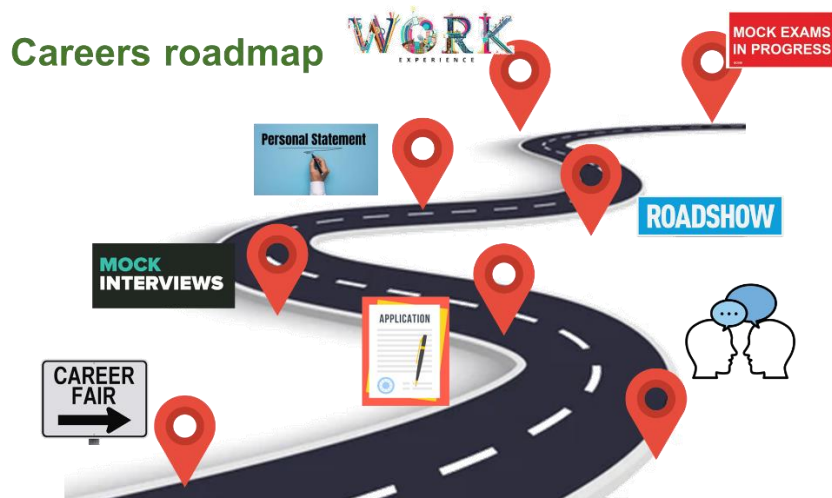 Careers roadmap
WORK
EXPERIENCE
MOCK EXAMS
IN PROGRESS
Personal Statement
ROADSHOW
MOCK
INTERVIEWS
APPLICATION
CAREER
FAIR